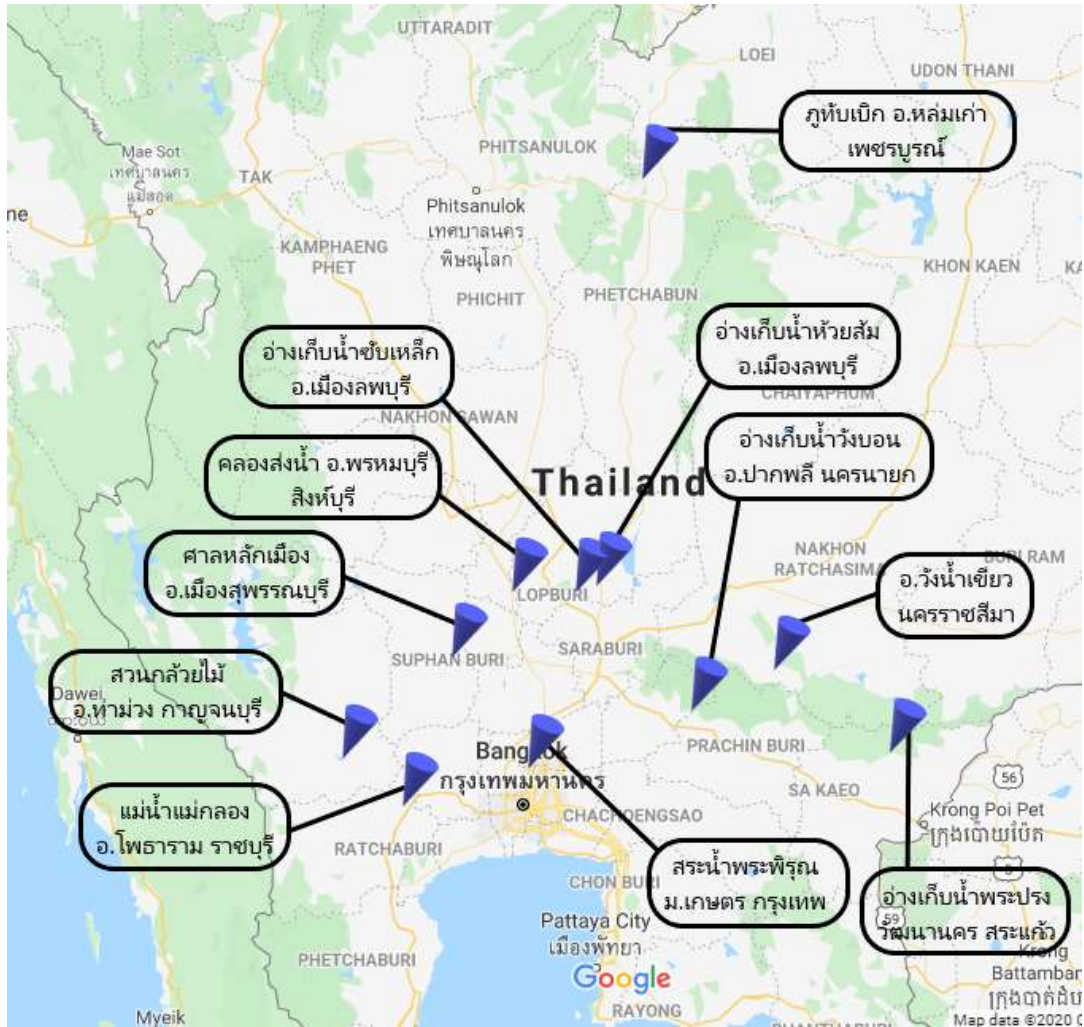 UTTARADIT
LOEI
UDON THANI
ภูทับเบิก อ.หล่มเก่า
เพชรบูรณ์
PHITSANULOK
Mae Sot
เทศบาลนคร
แม่สอด
TAK
Phitsanulok
เทศบาลนคร
พิษณุโลก
KAMPHAENG
PHET
KHON KAEN
PHICHIT
PHETCHABUN
อ่างเก็บน้ำซับเหล็ก
อ.เมืองลพบุรี
อ่างเก็บน้ำห้วยส้ม
อ.เมืองลพบุรี
CHAIYAPHUM
NAKHON SAWAN
อ่างเก็บน้ำวังบอน
อ.ปากพลี นครนายก
คลองส่งน้ำ อ.พรหมบุรี
สิงห์บุรี
Thailand
NAKHON
RATCHASIMA
BURI RAM
ศาลหลักเมือง
อ.เมืองสุพรรณบุรี
LOPBURI
อ.วังน้ำเขียว
นครราชสีมา
SARABURI
SUPHAN BURI
สวนกล้วยไม้
อ.ท่าม่วง กาญจนบุรี
Dawei
PRACHIN BURI
Bangkok
กรุงเทพมหานคร
56
SA KAEO
Krong Poi Pet
ក្រុងប៉ោយប៉ែត
CHACHOENGSAO
แม่น้ำแม่กลอง
อ.โพธาราม ราชบุรี
RATCHABURI
5
CHON BURI
สระน้ำพระพิรุณ
ม.เกษตร กรุงเทพ
อ่างเก็บน้ำพระปรง
วัฒนานคร สระแก้ว
59
Pattaya City
เมืองพัทยา
PHETCHABURI
Krong
Battamban
Google
RAYONG
Myeik
Map data ©2020